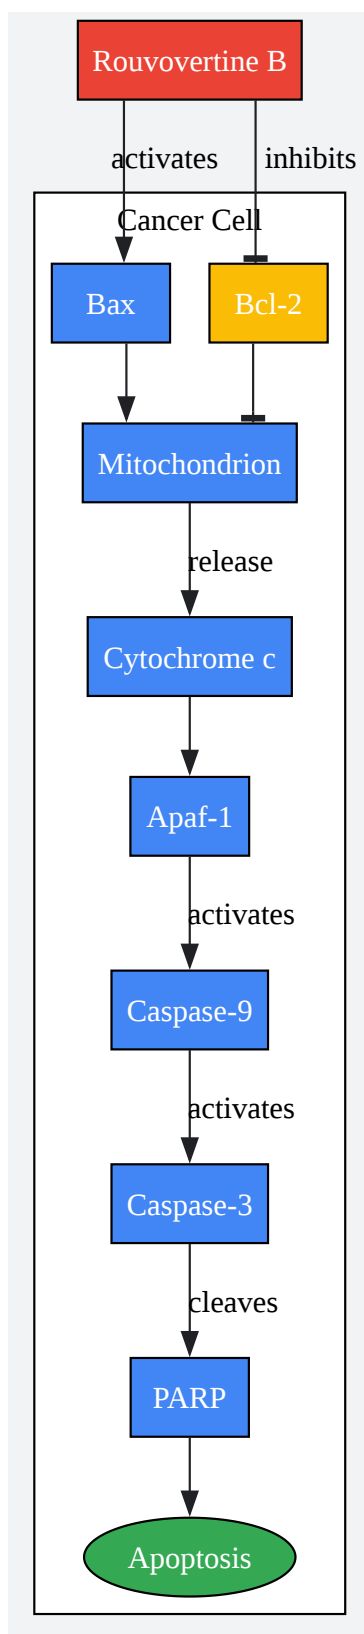 Rouvovertine B
activates
inhibits
Cancer Cell
Bax
Bcl-2
Mitochondrion
release
Cytochrome c
Apaf-1
activates
Caspase-9
activates
Caspase-3
cleaves
PARP
Apoptosis